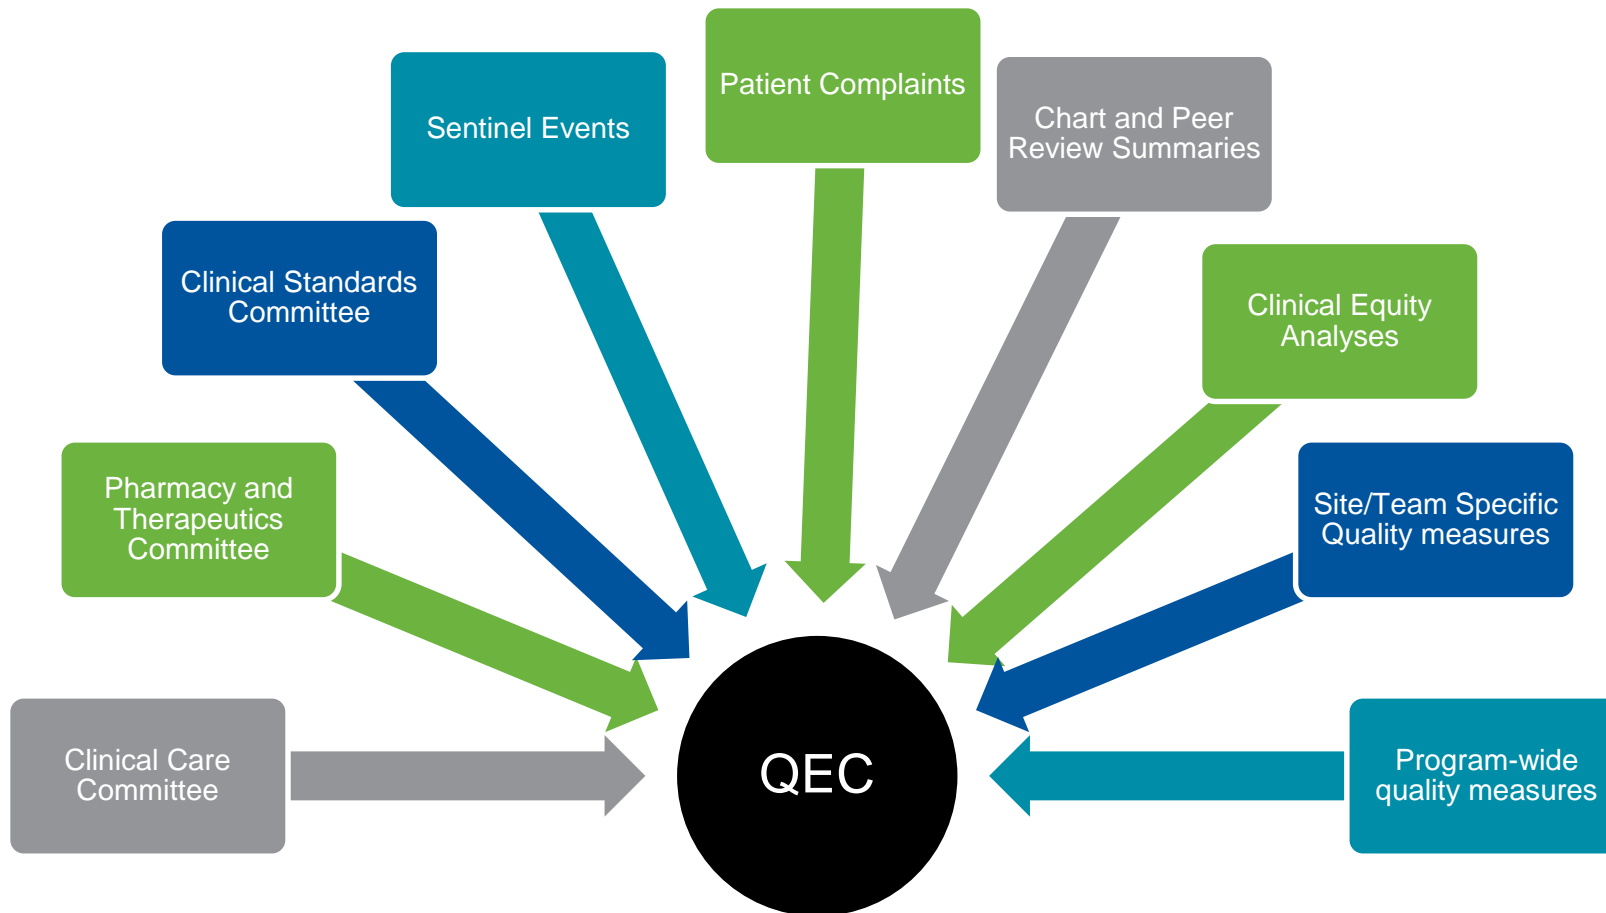 Patient Complaints
Sentinel Events
Chart and Peer
Review Summaries
Clinical Standards
Committee
Clinical Equity
Analyses
Pharmacy and
Therapeutics
Committee
Site/Team Specific
Quality measures
Clinical Care
Committee
QEC
Program-wide
quality measures